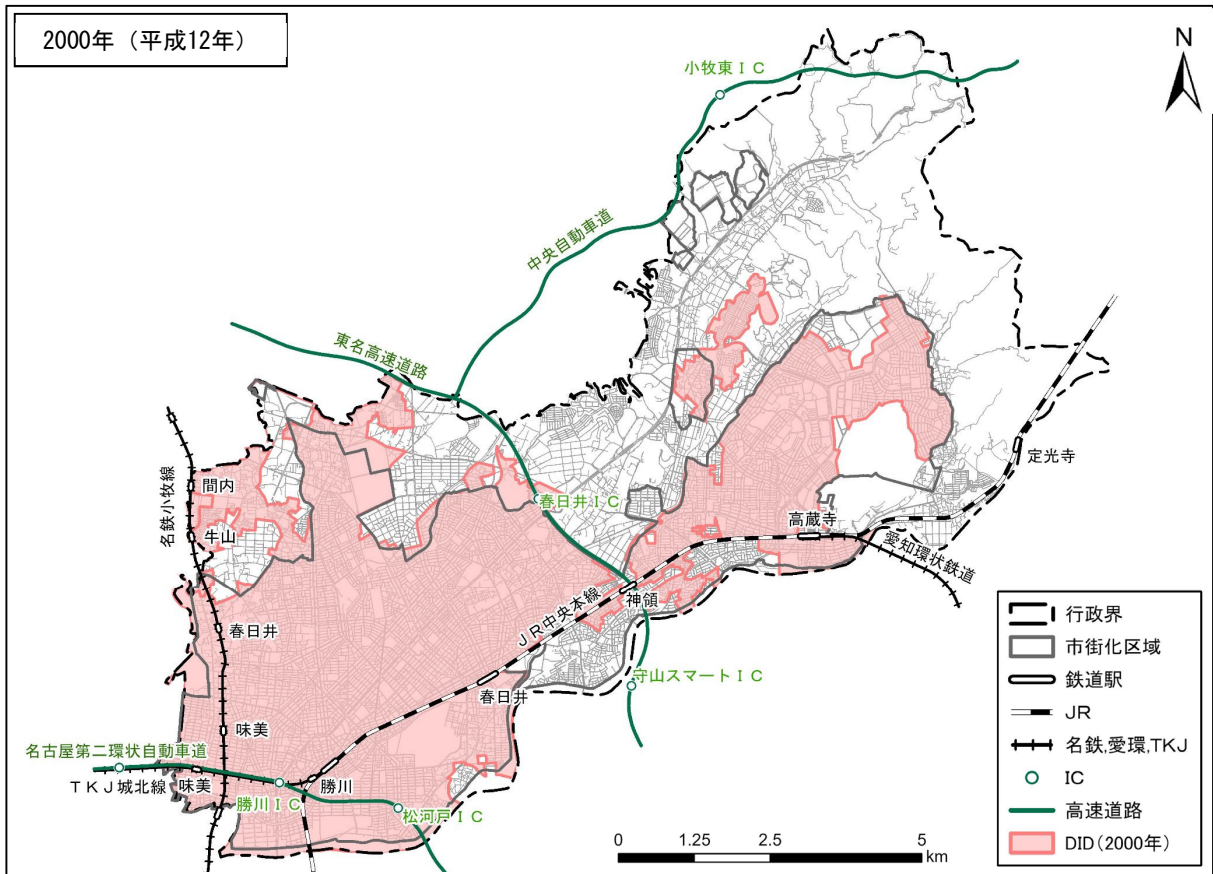 2000年（平成12年）
N
小牧東ＩＣ
中央自動車道
東名高速道路
名鉄小牧線
間内
牛山
春日井ＩＣ
定光寺
高蔵寺
愛知環状鉄道
ＪＲ中央本線
神領
春日井
春日井
守山スマートＩＣ
味美
名古屋第二環状自動車道
ＴＫＪ城北線
味美
勝川ＩＣ
勝川
松河戸ＩＣ
0 1.25 2.5 5
km
行政界
市街化区域
鉄道駅
JR
名鉄,愛環,TKJ
IC
高速道路
DID(2000年)